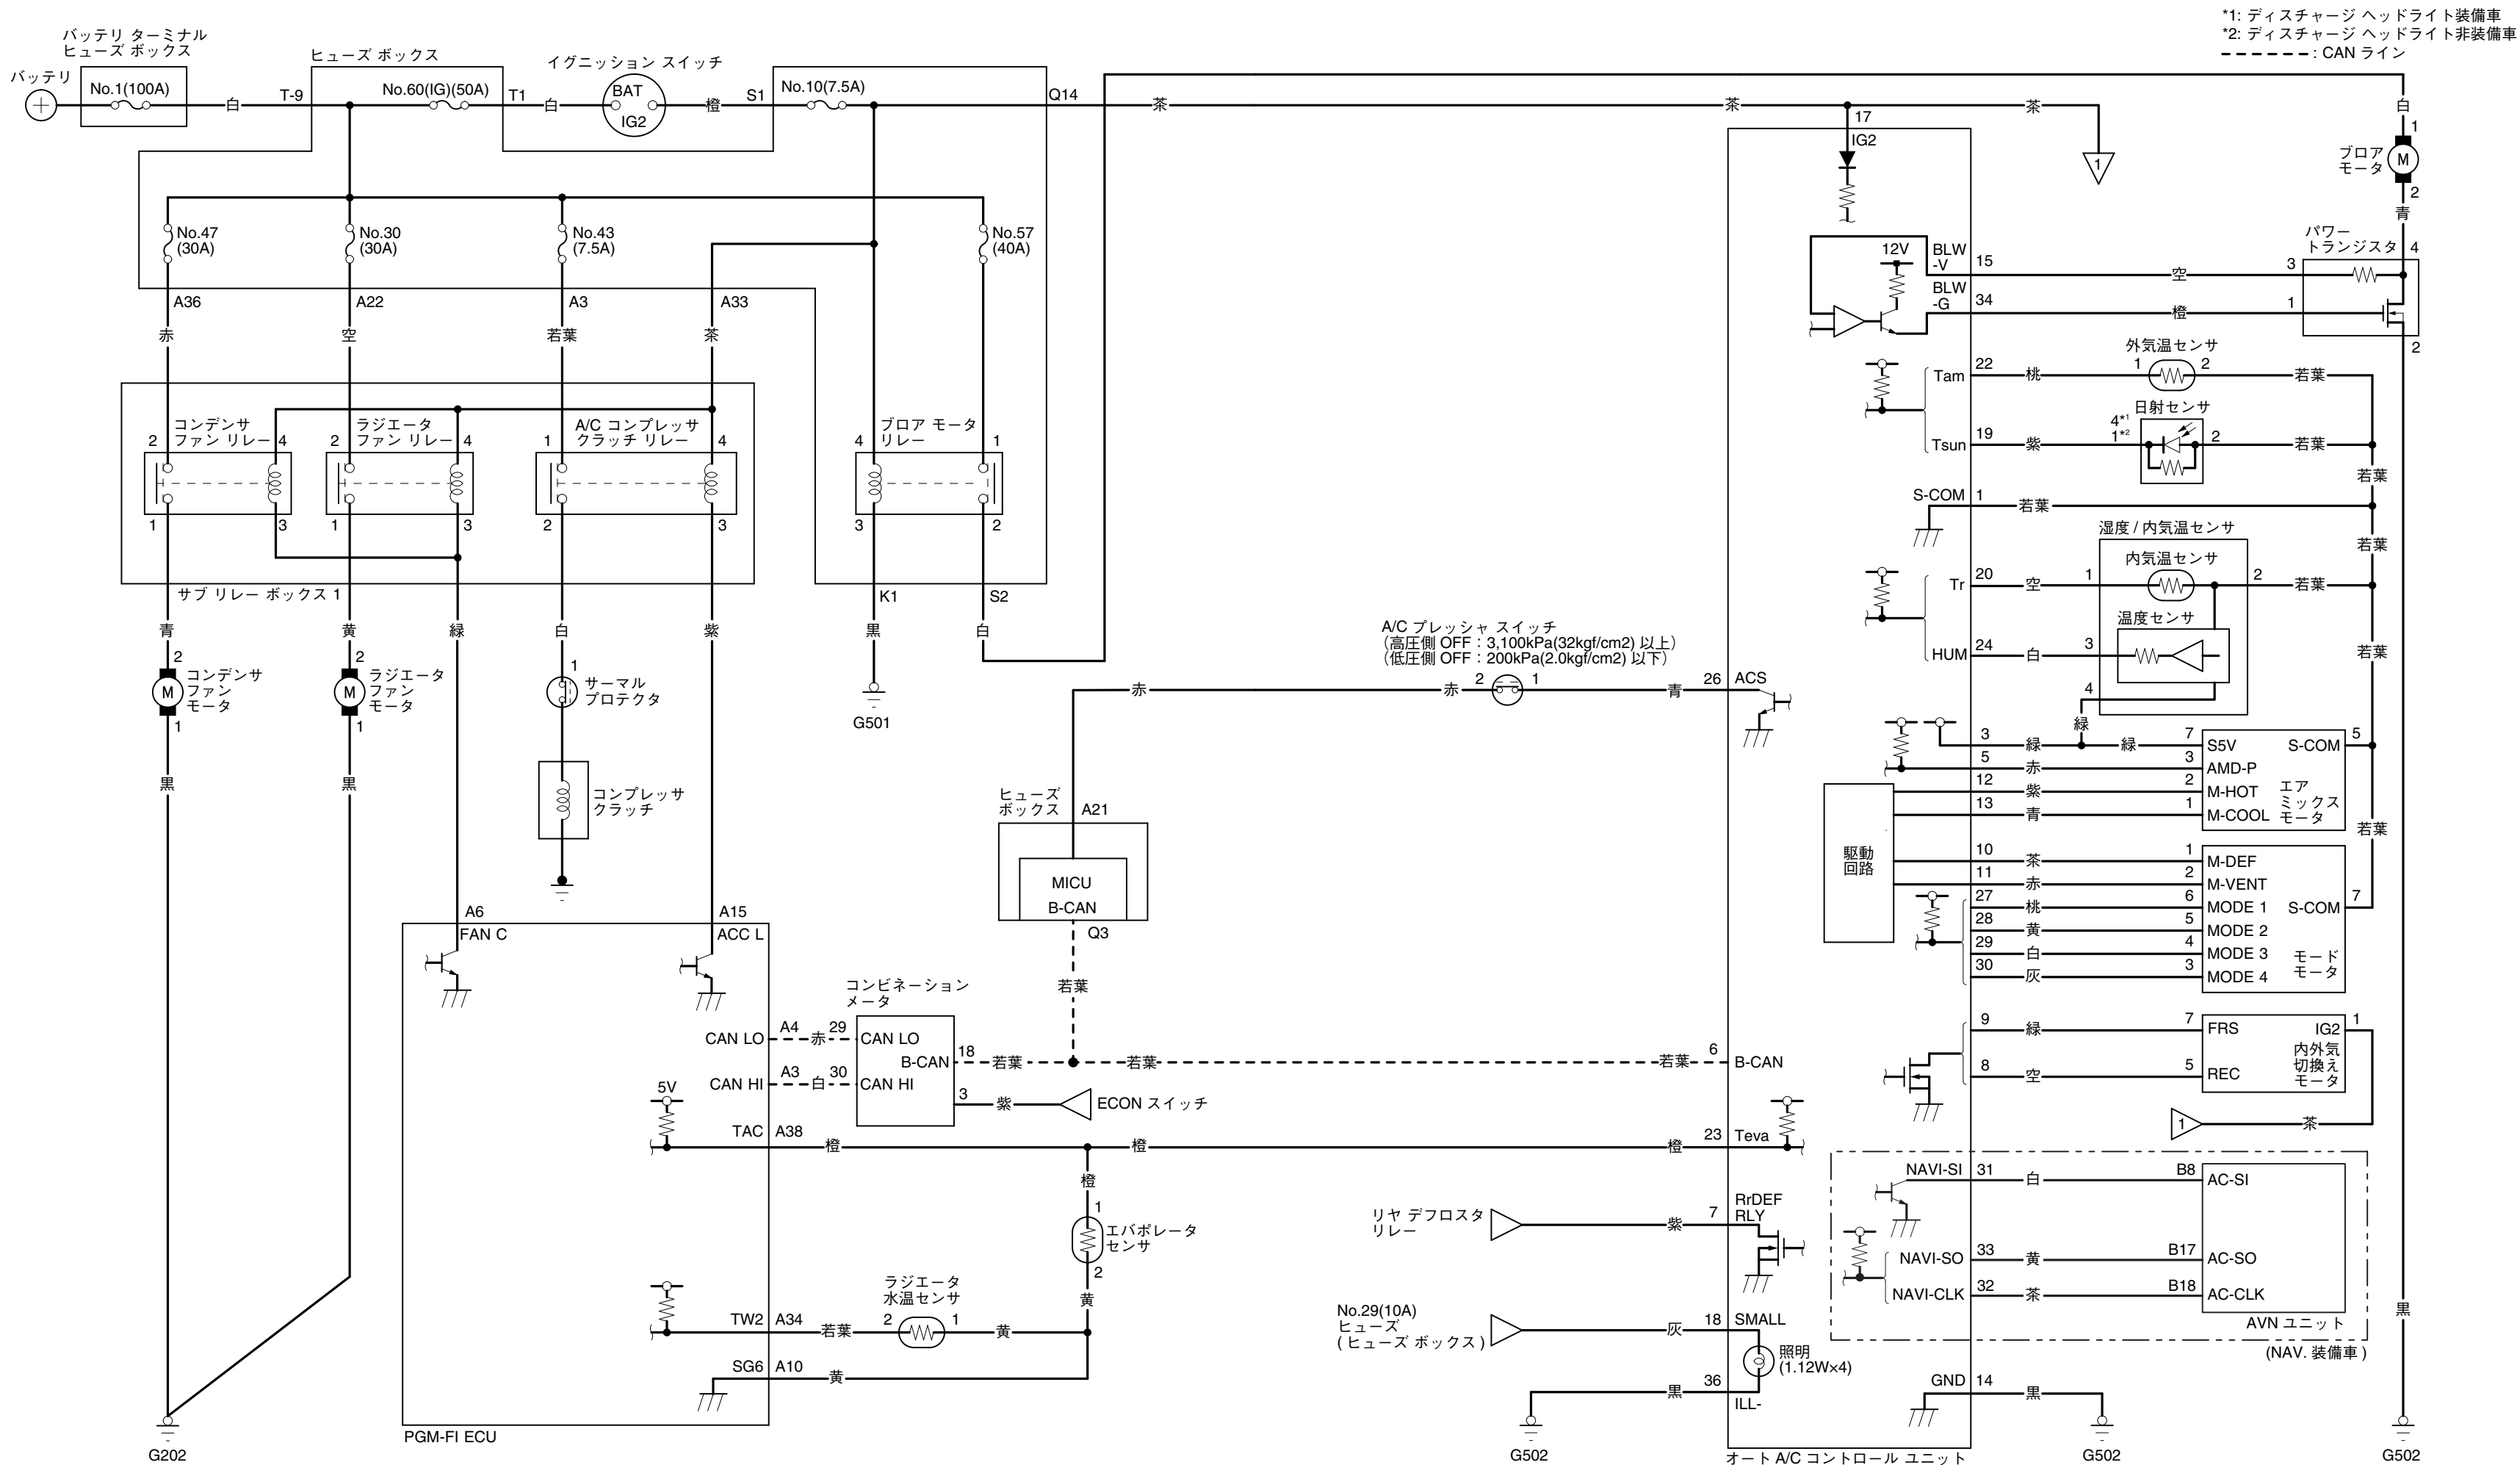 *1: ディスチャージ ヘッドライト装備車
*2: ディスチャージ ヘッドライト非装備車
: CAN ライン
バッテリ ターミナル
ヒューズ ボックス
バッテリ
No.1(100A)
白
T-9
ヒューズ ボックス
No.60(IG)(50A)
T1
白
イグニッション スイッチ
BAT
IG2
橙
S1
No.10(7.5A)
Q14
茶
茶
茶
1
白
1
ブロア
モータ
M
2
青
No.47
(30A)
No.30
(30A)
No.43
(7.5A)
No.57
(40A)
A36
A22
A3
A33
赤
空
若葉
茶
コンデンサ
ファン リレー
2
4
1
3
ラジエータ
ファン リレー
2
4
1
3
A/C コンプレッサ
クラッチ リレー
1
4
2
3
ブロア モータ
リレー
4
1
3
2
サブ リレー ボックス 1
K1
S2
青
黄
緑
白
紫
黒
白
2
M
コンデンサ
ファン
モータ
1
2
M
ラジエータ
ファン
モータ
1
1
サーマル
プロテクタ
G501
黒
黒
コンプレッサ
クラッチ
G202
A6
FAN C
A15
ACC L
CAN LO
A4
赤
29
CAN LO
CAN HI
A3
白
30
CAN HI
コンビネーション
メータ
B-CAN
18
若葉
若葉
若葉
6
B-CAN
3
紫
ECON スイッチ
5V
TAC
A38
橙
橙
橙
23
Teva
橙
1
エバポレータ
センサ
2
黄
ラジエータ
水温センサ
TW2
A34
若葉
2
1
黄
SG6
A10
黄
PGM-FI ECU
ヒューズ
ボックス
A21
MICU
B-CAN
Q3
若葉
A/C プレッシャ スイッチ
（高圧側 OFF：3,100kPa(32kgf/cm2) 以上）
（低圧側 OFF：200kPa(2.0kgf/cm2) 以下）
赤
赤
2
1
青
26
ACS
リヤ デフロスタ
リレー
紫
7
RrDEF
RLY
No.29(10A)
ヒューズ
( ヒューズ ボックス )
灰
18
SMALL
照明
(1.12W×4)
黒
36
ILL-
G502
オート A/C コントロール ユニット
17
IG2
12V
BLW
-V
15
空
3
BLW
-G
34
橙
1
パワー
トランジスタ
4
2
Tam
22
桃
外気温センサ
1
2
若葉
Tsun
19
紫
日射センサ
4*1
1*2
2
若葉
若葉
S-COM
1
若葉
若葉
湿度 / 内気温センサ
内気温センサ
Tr
20
空
1
2
若葉
温度センサ
HUM
24
白
3
若葉
4
緑
3
緑
緑
7
S5V
S-COM
5
5
赤
3
AMD-P
12
紫
2
M-HOT
13
青
1
M-COOL
エア
ミックス
モータ
若葉
駆動
回路
10
茶
1
M-DEF
11
赤
2
M-VENT
27
桃
6
MODE 1
S-COM
7
28
黄
5
MODE 2
29
白
4
MODE 3
30
灰
3
MODE 4
モード
モータ
9
緑
7
FRS
IG2
1
8
空
5
REC
内外気
切換え
モータ
1
茶
NAVI-SI
31
白
B8
AC-SI
NAVI-SO
33
黄
B17
AC-SO
NAVI-CLK
32
茶
B18
AC-CLK
AVN ユニット
(NAV. 装備車 )
黒
GND
14
黒
G502
G502